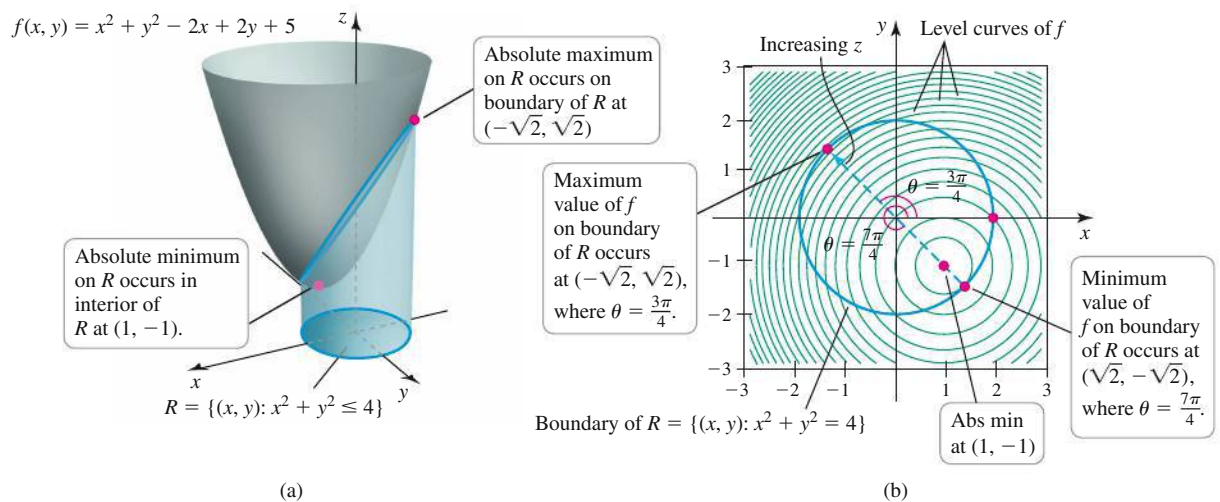 f(x, y) = x² + y² − 2x + 2y + 5
z
Absolute maximum
on R occurs on
boundary of R at
(−√2, √2)
Absolute minimum
on R occurs in
interior of
R at (1, −1).
x
y
R = {(x, y): x² + y² ≤ 4}
(a)
y
Level curves of f
Increasing z
3
2
1
−1
−2
−3
−3
−2
−1
1
2
3
x
θ = 3π/4
θ = 7π/4
Maximum
value of f
on boundary
of R occurs
at (−√2, √2),
where θ = 3π/4.
Minimum
value of
f on boundary
of R occurs at
(√2, −√2),
where θ = 7π/4.
Boundary of R = {(x, y): x² + y² = 4}
Abs min
at (1, −1)
(b)